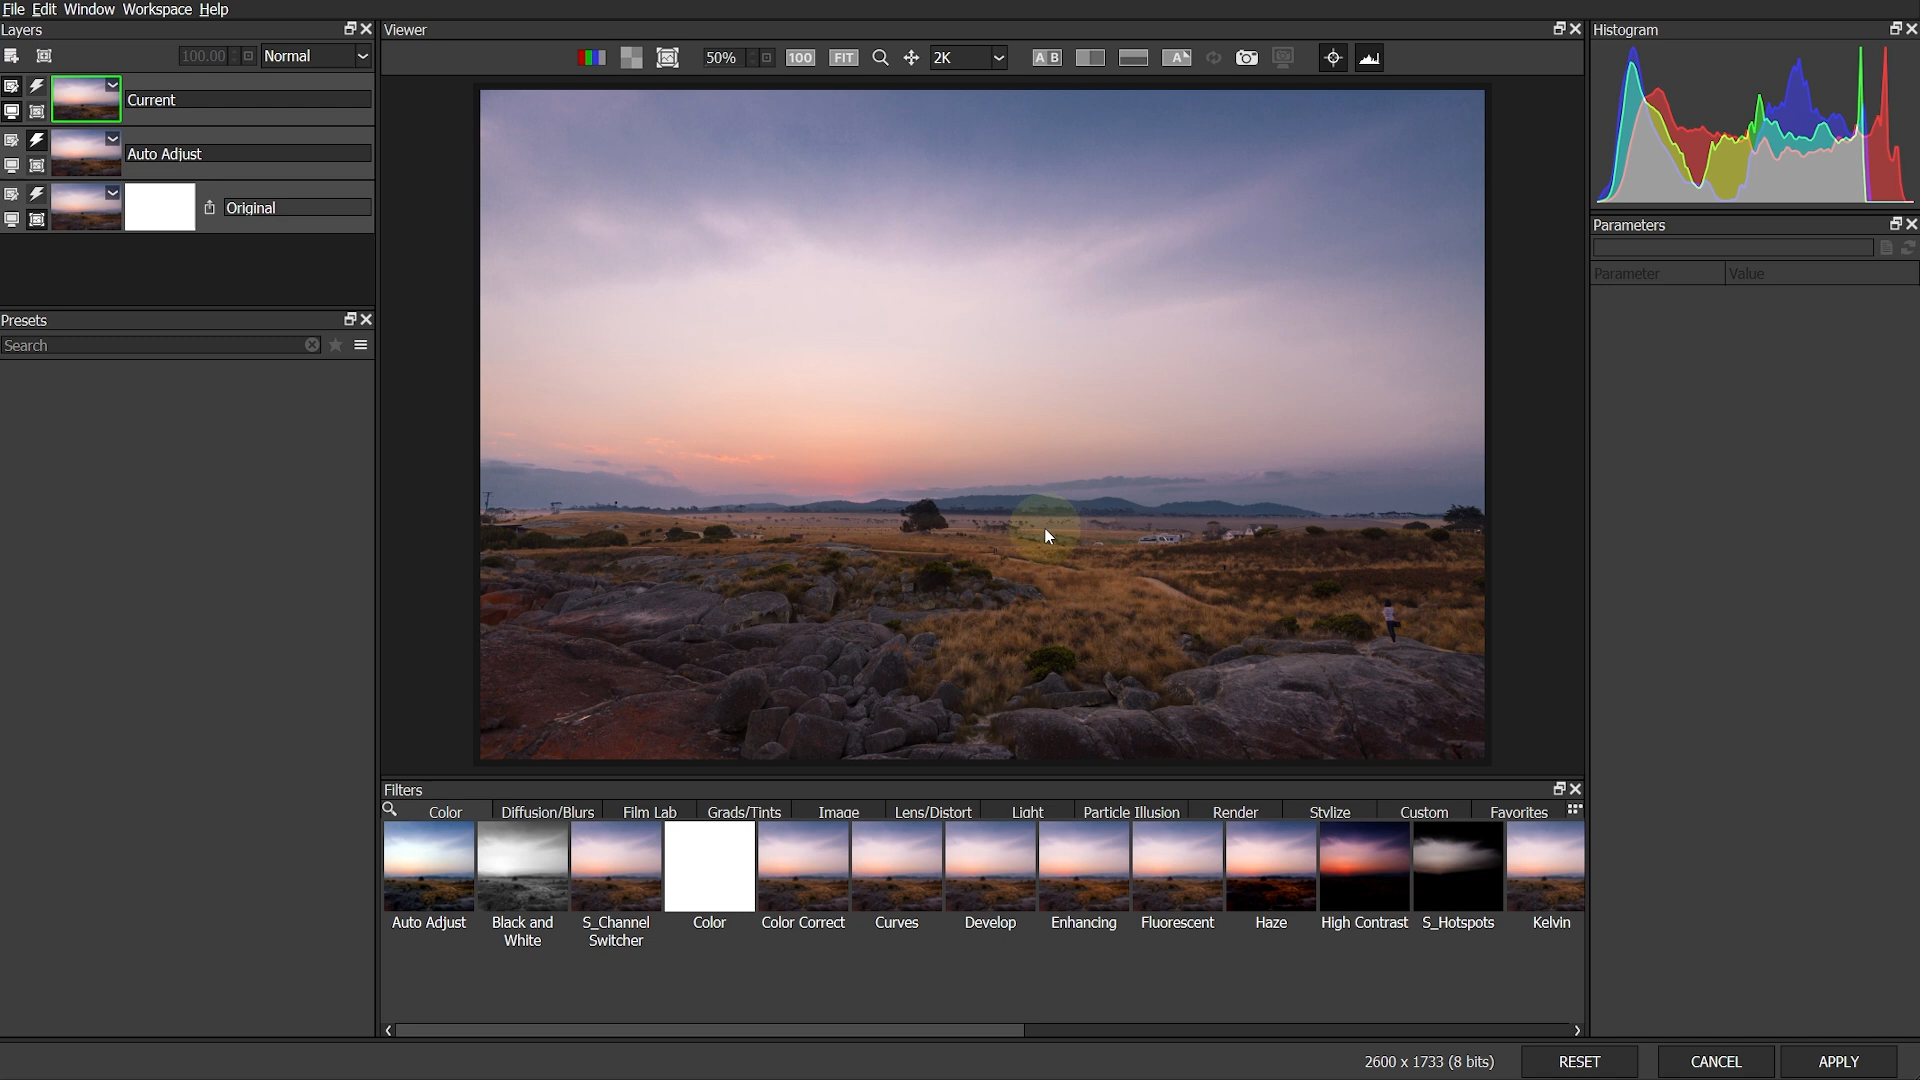 File Edit Window Workspace Help
Layers
100.00
Normal
Current
Auto Adjust
Original
Presets
Search
Viewer
50%
100
FIT
2K
A B
A
Histogram
Parameters
Parameter Value
Filters
Color Diffusion/Blurs Film Lab Grads/Tints Image Lens/Distort Light Particle Illusion Render Stylize Custom Favorites
Auto Adjust
Black and
White
S_Channel
Switcher
Color
Color Correct
Curves
Develop
Enhancing
Fluorescent
Haze
High Contrast
S_Hotspots
Kelvin
2600 x 1733 (8 bits)
RESET
CANCEL
APPLY